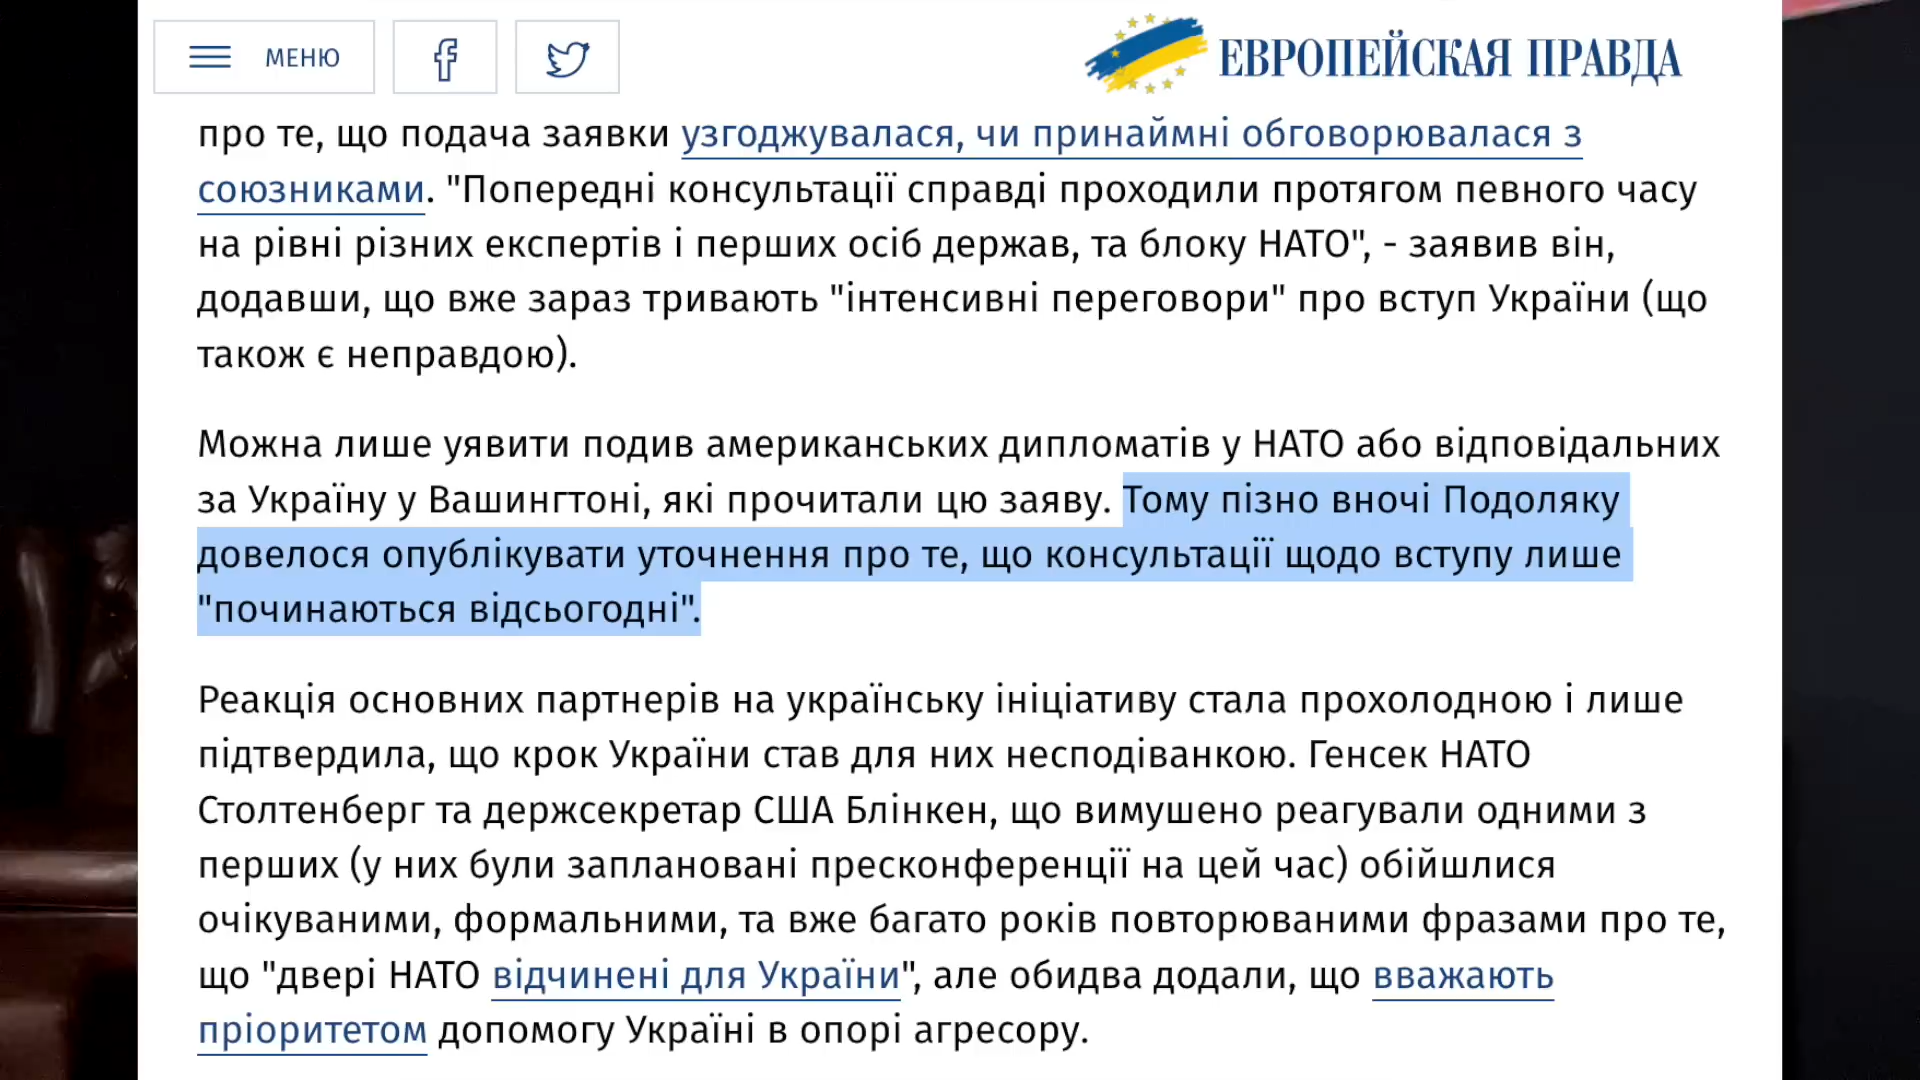 МЕНЮ
ЕВРОПЕЙСКАЯ ПРАВДА
про те, що подача заявки узгоджувалася, чи принаймні обговорювалася з
союзниками. "Попередні консультації справді проходили протягом певного часу
на рівні різних експертів і перших осіб держав, та блоку НАТО", - заявив він,
додавши, що вже зараз тривають "інтенсивні переговори" про вступ України (що
також є неправдою).
Можна лише уявити подив американських дипломатів у НАТО або відповідальних
за Україну у Вашингтоні, які прочитали цю заяву. Тому пізно вночі Подоляку
довелося опублікувати уточнення про те, що консультації щодо вступу лише
"починаються відсьогодні".
Реакція основних партнерів на українську ініціативу стала прохолодною і лише
підтвердила, що крок України став для них несподіванкою. Генсек НАТО
Столтенберг та держсекретар США Блінкен, що вимушено реагували одними з
перших (у них були заплановані пресконференції на цей час) обійшлися
очікуваними, формальними, та вже багато років повторюваними фразами про те,
що "двері НАТО відчинені для України", але обидва додали, що вважають
пріоритетом допомогу Україні в опорі агресору.